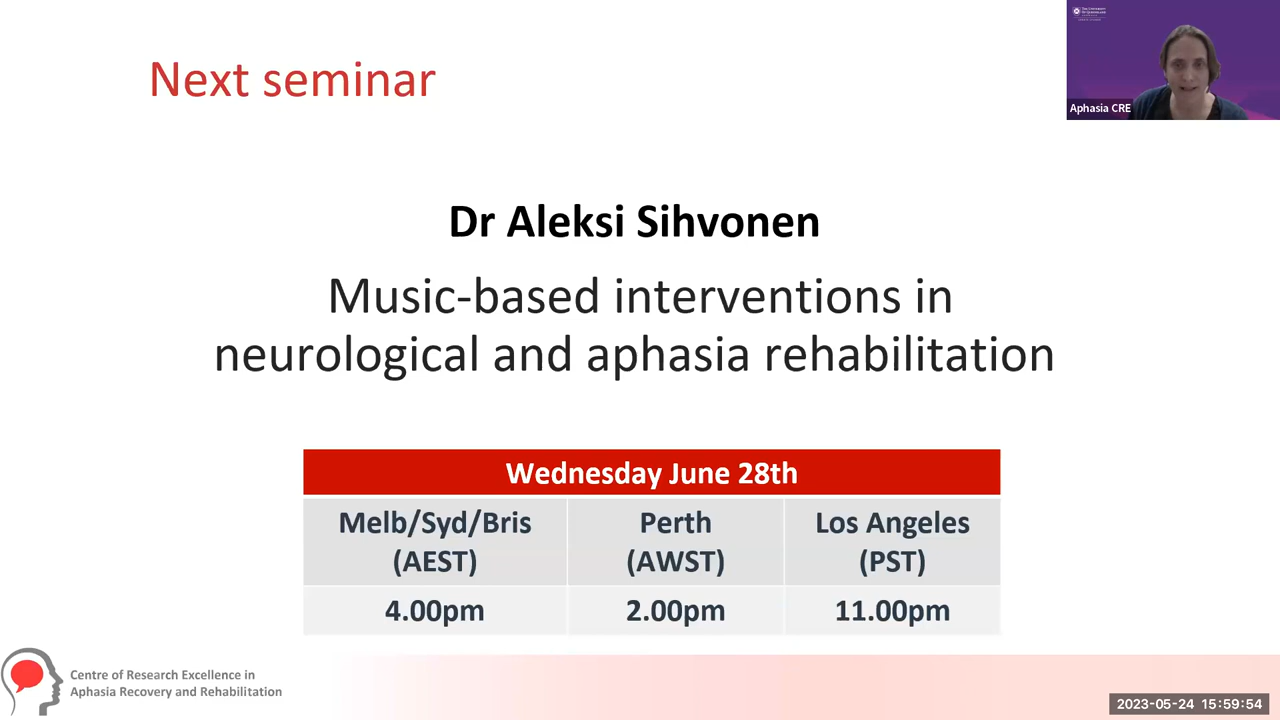 Next seminar
Aphasia CRE
Dr Aleksi Sihvonen
Music-based interventions in
neurological and aphasia rehabilitation
Wednesday June 28th
Melb/Syd/Bris
(AEST)
Perth
(AWST)
Los Angeles
(PST)
4.00pm
2.00pm
11.00pm
Centre of Research Excellence in
Aphasia Recovery and Rehabilitation
2023-05-24 15:59:54